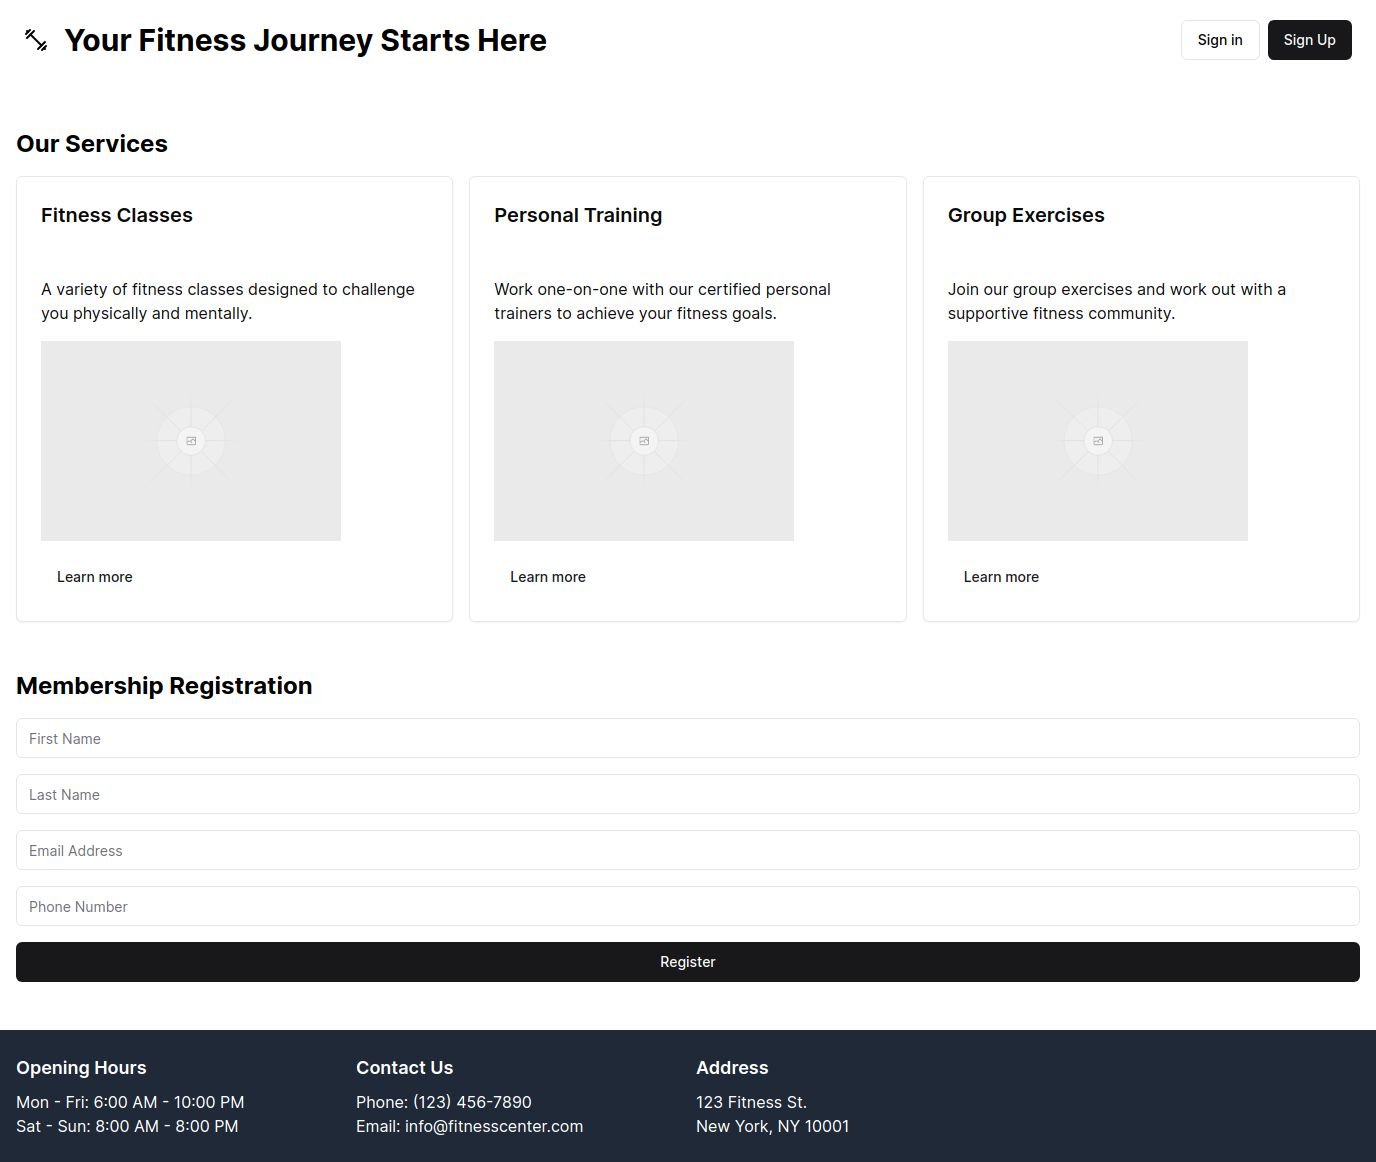 Your Fitness Journey Starts Here
Sign in
Sign Up
Our Services
Fitness Classes
A variety of fitness classes designed to challenge
you physically and mentally.
Learn more
Personal Training
Work one-on-one with our certified personal
trainers to achieve your fitness goals.
Learn more
Group Exercises
Join our group exercises and work out with a
supportive fitness community.
Learn more
Membership Registration
First Name
Last Name
Email Address
Phone Number
Register
Opening Hours
Mon - Fri: 6:00 AM - 10:00 PM
Sat - Sun: 8:00 AM - 8:00 PM
Contact Us
Phone: (123) 456-7890
Email: info@fitnesscenter.com
Address
123 Fitness St.
New York, NY 10001